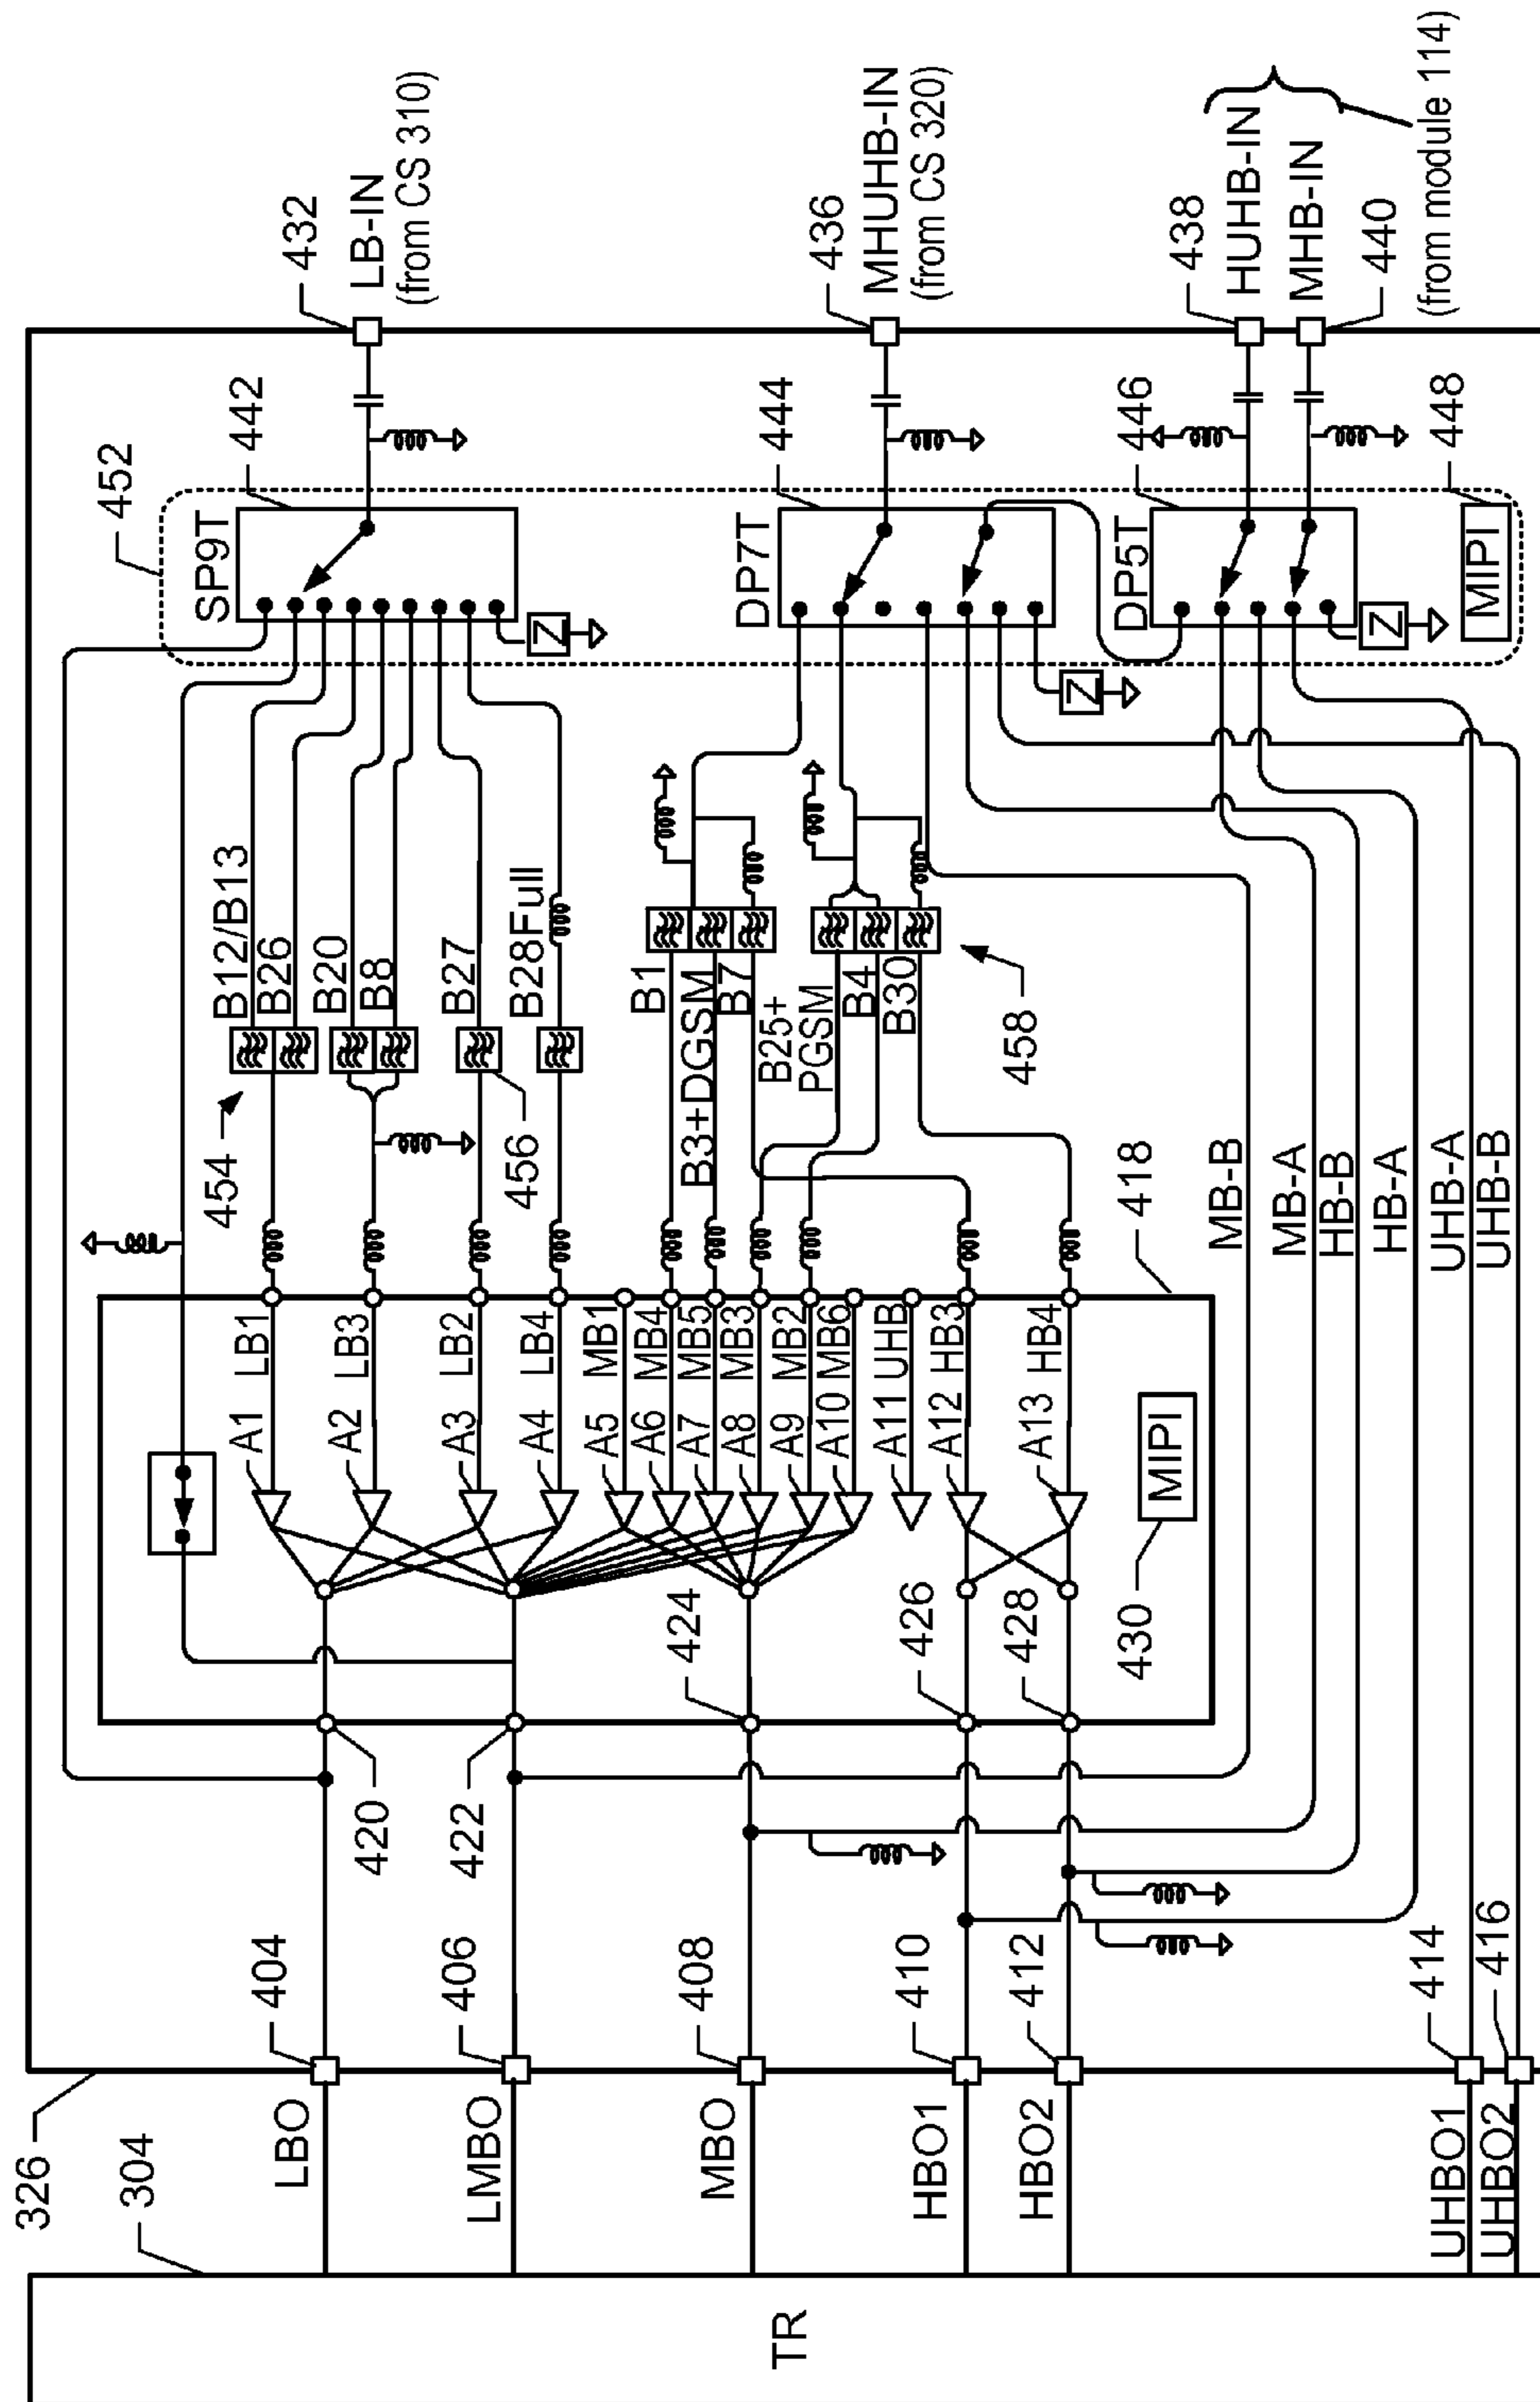 326
304
TR
LBO
LMBO
MBO
HBO1
HBO2
UHBO1
UHBO2
404
406
408
410
412
414
416
420
422
424
426
428
430
MIPI
418
A1 LB1
A2 LB3
A3 LB2
A4 LB4
A5 MB1
A6 MB4
A7 MB5
A8 MB3
A9 MB2
A10 MB6
A11 UHB
A12 HB3
A13 HB4
454
456
458
B12/B13
B26
B20
B8
B27
B28Full
B1
B3+DGSM
B7
B25+
PGSM
B4
B30
MB-B
MB-A
HB-B
HB-A
UHB-A
UHB-B
452
SP9T
442
Z
DP7T
444
Z
DP5T
446
Z
MIPI
448
432
LB-IN
(from CS 310)
436
MHUHB-IN
(from CS 320)
438
HUHB-IN
MHB-IN
440
(from module 114)